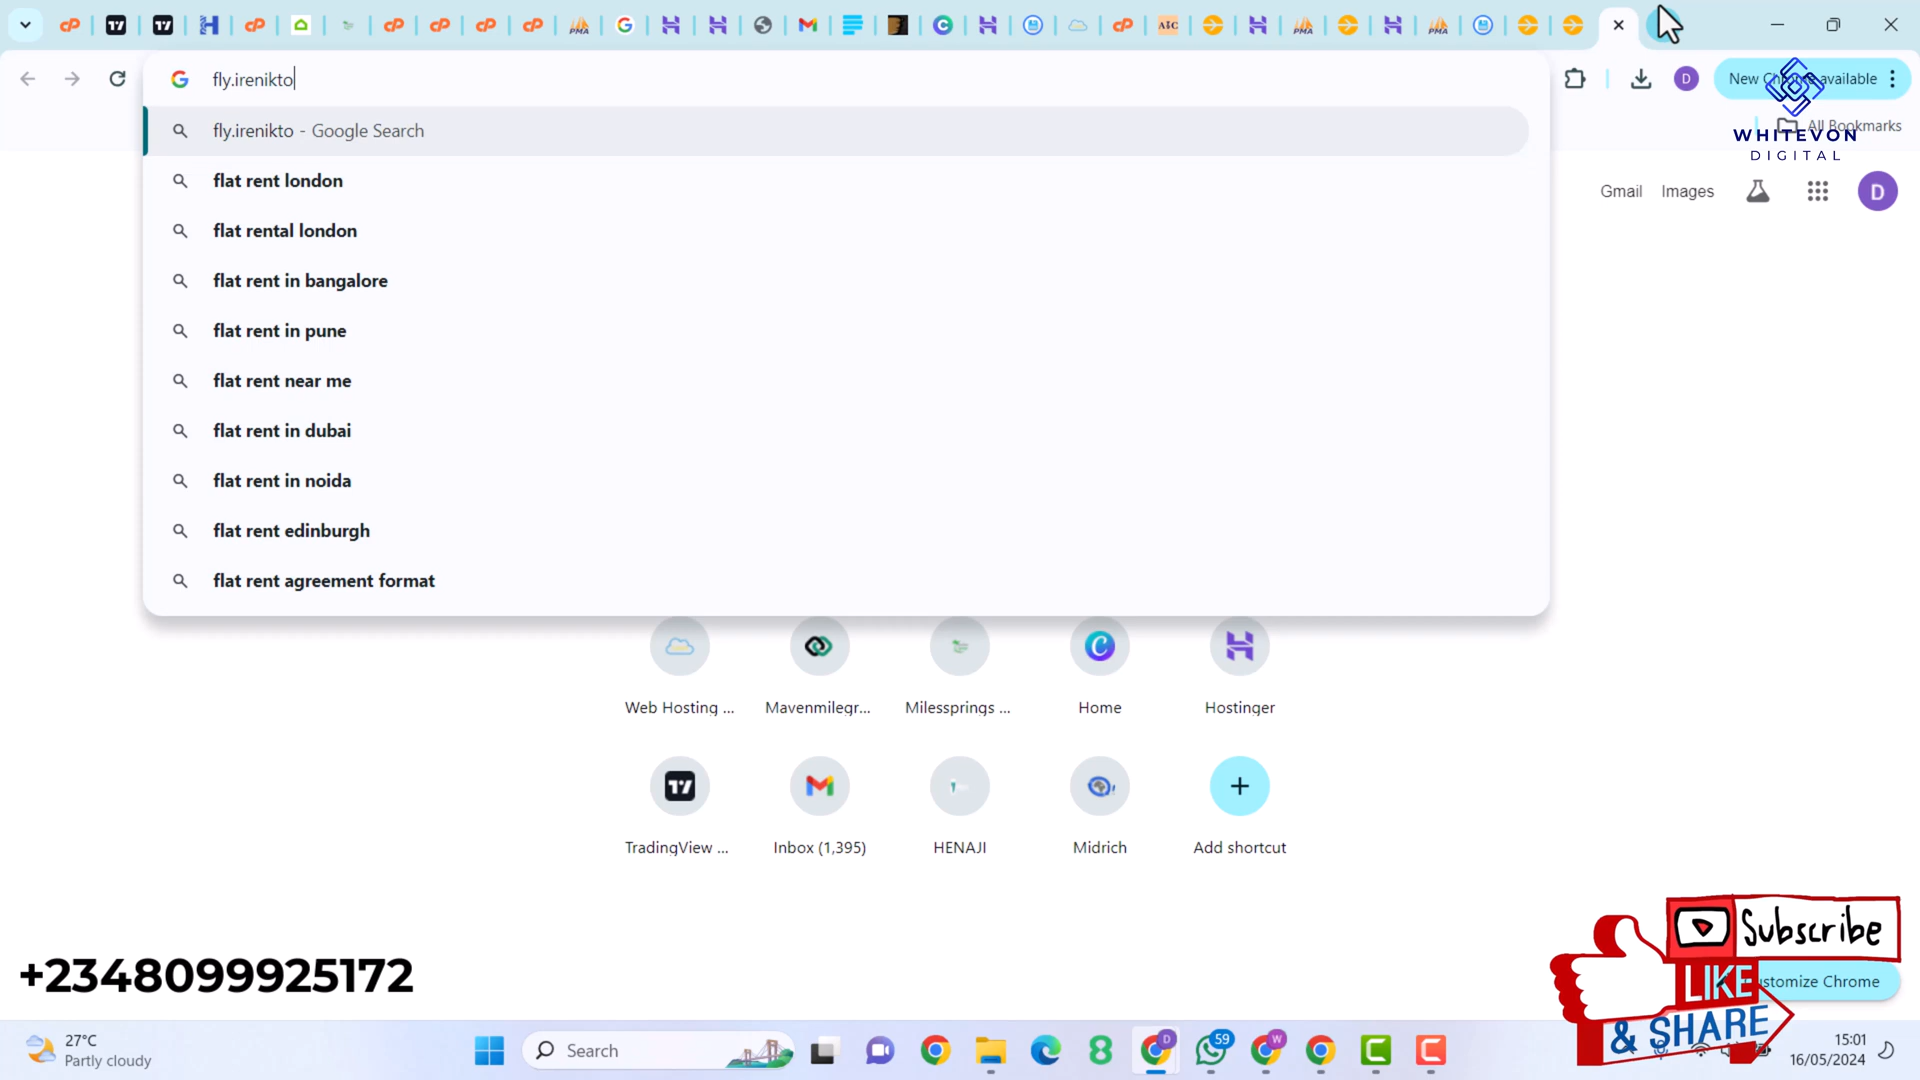 fly.irenikto
New Chrome available
fly.irenikto - Google Search
All Bookmarks
WHITEVON
DIGITAL
flat rent london
Gmail
Images
D
flat rental london
flat rent in bangalore
flat rent in pune
flat rent near me
flat rent in dubai
flat rent in noida
flat rent edinburgh
flat rent agreement format
Web Hosting ...
Mavenmilegr...
Milessprings ...
Home
Hostinger
TradingView ...
Inbox (1,395)
HENAJI
Midrich
Add shortcut
Subscribe
+2348099925172
LIKE
& SHARE
Customize Chrome
27°C
Partly cloudy
Search
59
15:01
16/05/2024